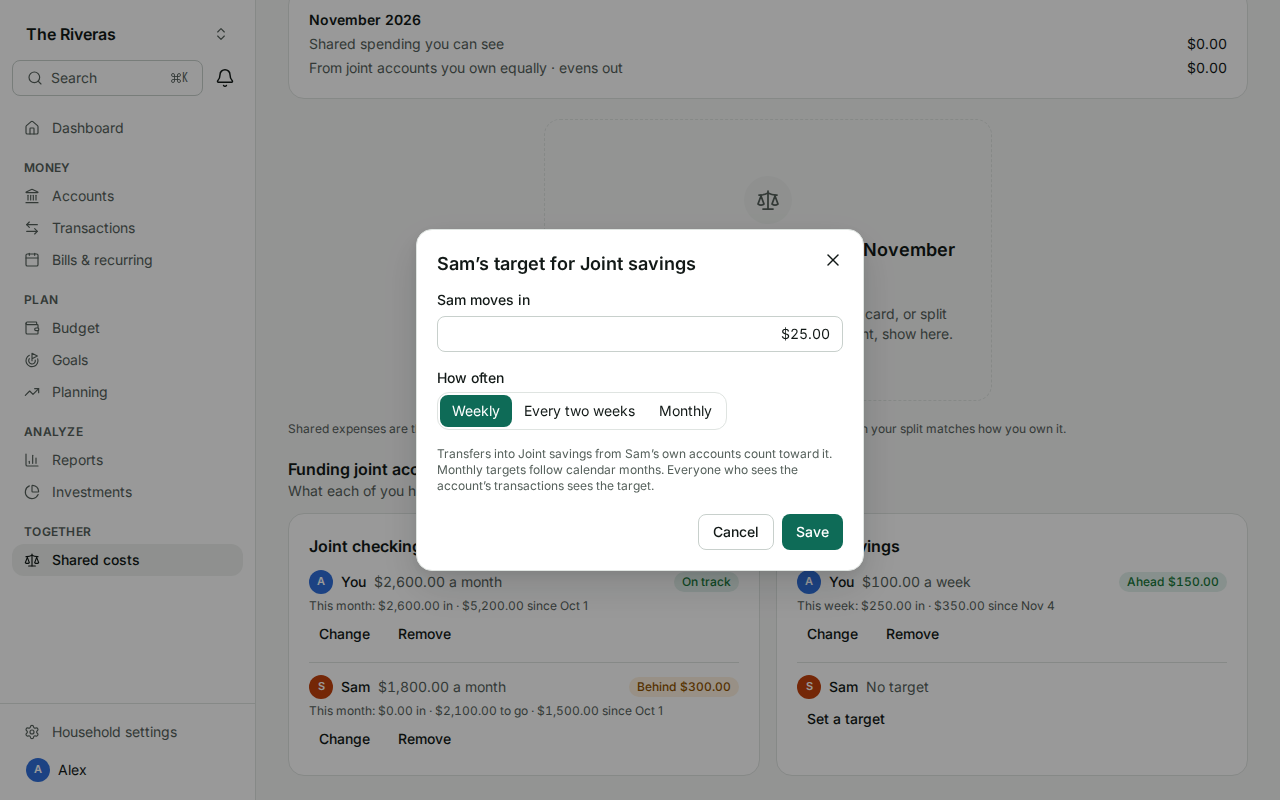 The Riveras
Search ⌘K
Dashboard
MONEY
Accounts
Transactions
Bills & recurring
PLAN
Budget
Goals
Planning
ANALYZE
Reports
Investments
TOGETHER
Shared costs
Household settings
A Alex
November 2026
Shared spending you can see $0.00
From joint accounts you own equally · evens out $0.00
November
card, or split
nt, show here.
Shared expenses are t
n your split matches how you own it.
Funding joint acc
What each of you h
Sam’s target for Joint savings
Sam moves in
$25.00
How often
Weekly Every two weeks Monthly
Transfers into Joint savings from Sam’s own accounts count toward it.
Monthly targets follow calendar months. Everyone who sees the
account’s transactions sees the target.
Cancel Save
Joint checking
A You $2,600.00 a month On track
This month: $2,600.00 in · $5,200.00 since Oct 1
Change Remove
S Sam $1,800.00 a month Behind $300.00
This month: $0.00 in · $2,100.00 to go · $1,500.00 since Oct 1
Change Remove
vings
A You $100.00 a week Ahead $150.00
This week: $250.00 in · $350.00 since Nov 4
Change Remove
S Sam No target
Set a target